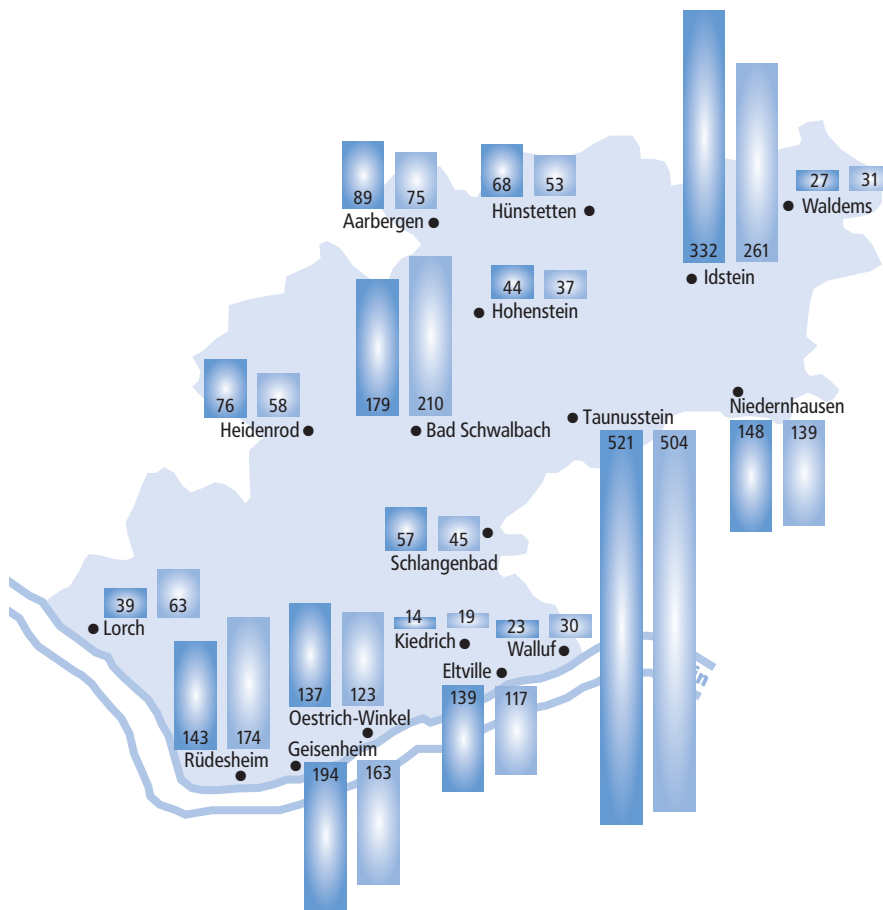 27 31
Waldems
89 75
Aarbergen
68 53
Hünstetten
332 261
Idstein
44 37
Hohenstein
179 210
Bad Schwalbach
76 58
Heidenrod
Taunusstein
521 504
Niedernhausen
148 139
57 45
Schlangenbad
39 63
Lorch
14 19
Kiedrich
23 30
Walluf
Eltville
139 117
137 123
Oestrich-Winkel
143 174
Rüdesheim
Geisenheim
194 163